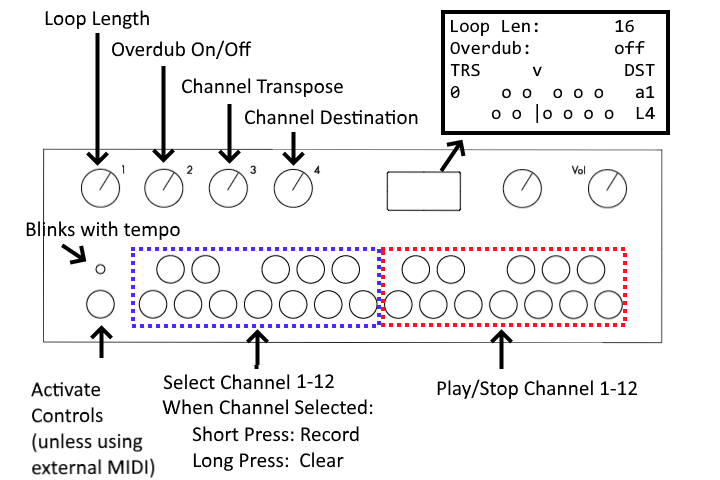 Loop Length
Overdub On/Off
Channel Transpose
Channel Destination
Loop Len: 16
Overdub: off
TRS v DST
0 o o o o o a1
o o |o o o o L4
1 2 3 4 Vol
Blinks with tempo
Activate
Controls
(unless using
external MIDI)
Select Channel 1-12
When Channel Selected:
Short Press: Record
Long Press: Clear
Play/Stop Channel 1-12